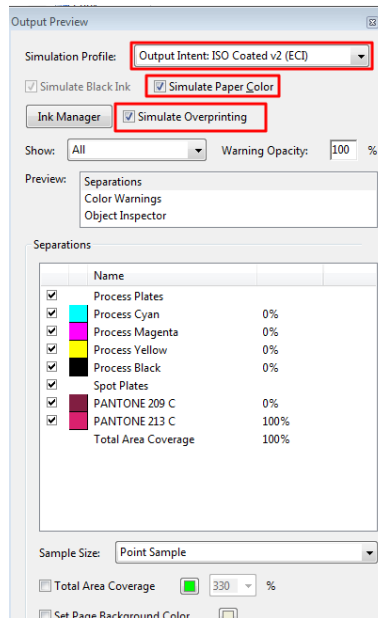 Output Preview
Simulation Profile: Output Intent: ISO Coated v2 (ECI)
Simulate Black Ink Simulate Paper Color
Ink Manager Simulate Overprinting
Show: All Warning Opacity: 100 %
Preview: Separations
Color Warnings
Object Inspector
Separations
Name
Process Plates
Process Cyan 0%
Process Magenta 0%
Process Yellow 0%
Process Black 0%
Spot Plates
PANTONE 209 C 0%
PANTONE 213 C 100%
Total Area Coverage 100%
Sample Size: Point Sample
Total Area Coverage 330 %
Set Page Background Color